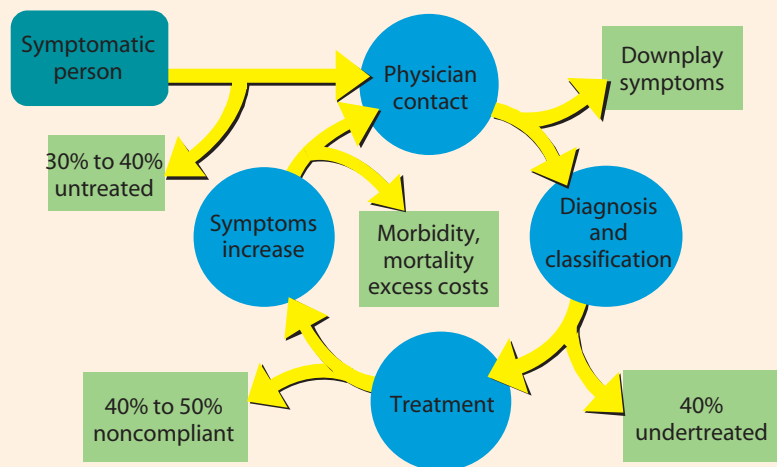 Symptomatic
person
Physician
contact
Downplay
symptoms
30% to 40%
untreated
Symptoms
increase
Morbidity,
mortality
excess costs
Diagnosis
and
classification
40% to 50%
noncompliant
Treatment
40%
undertreated